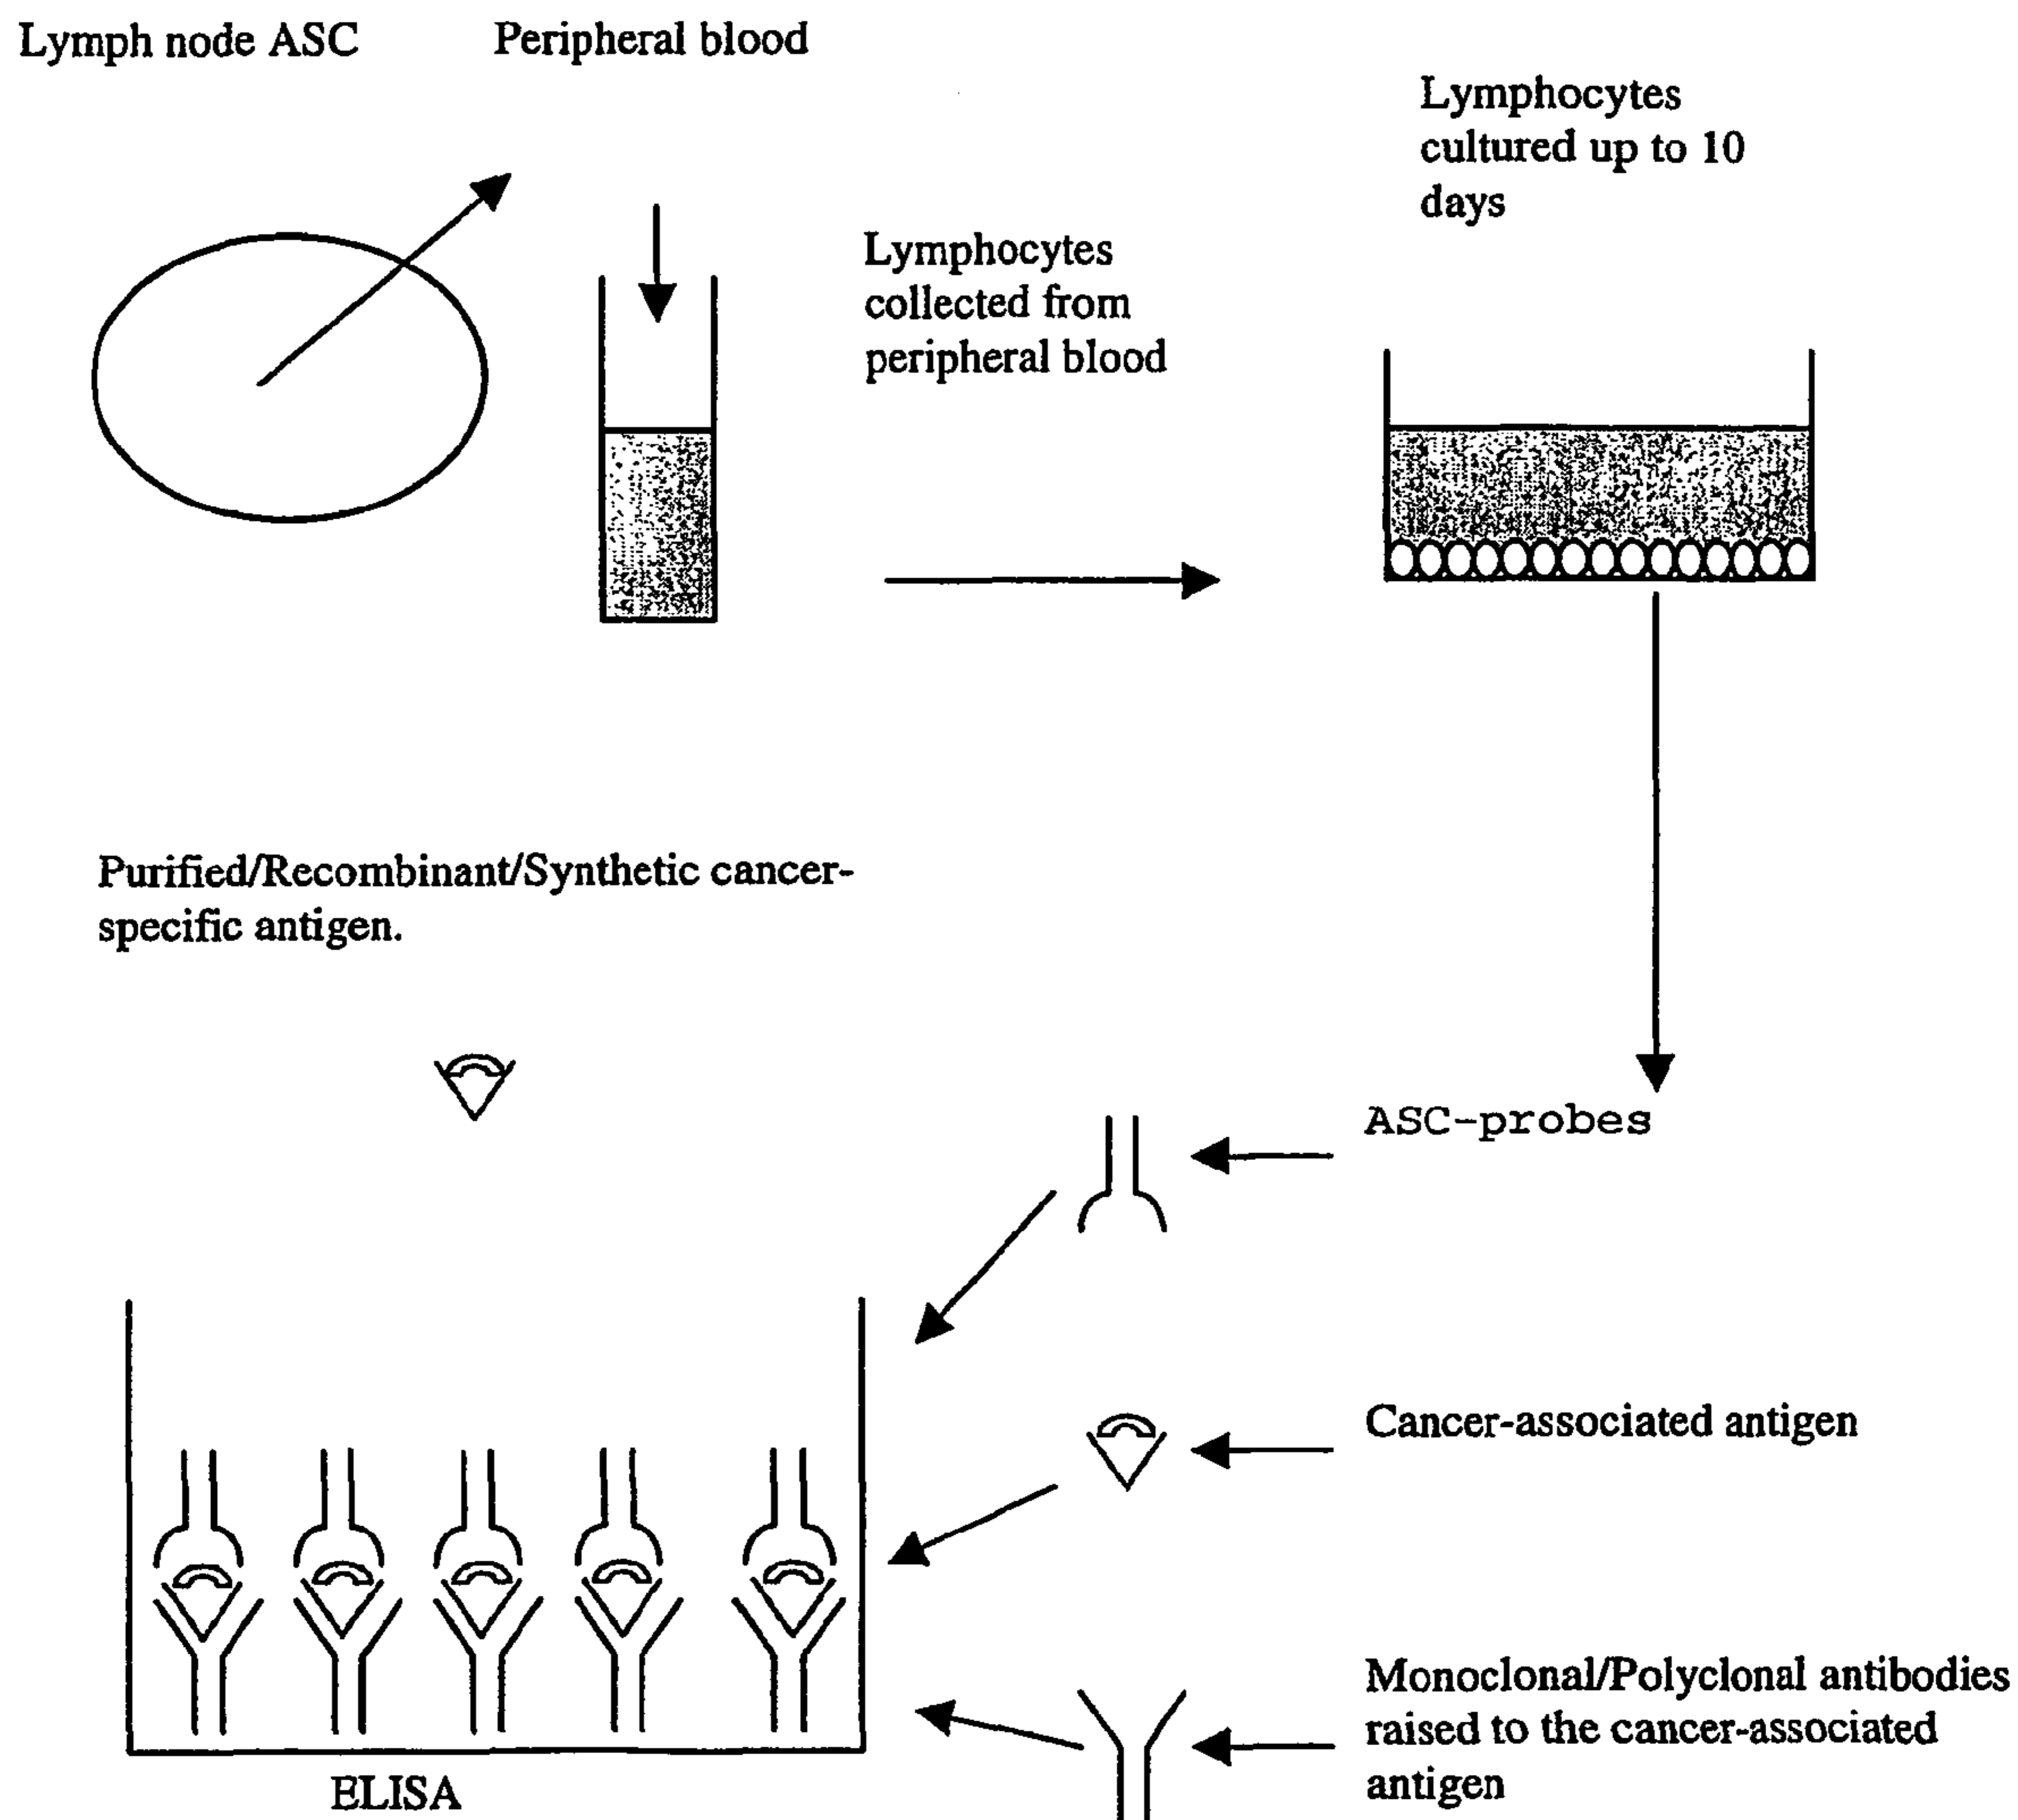 Lymph node ASC
Peripheral blood
Lymphocytes
cultured up to 10
days
Lymphocytes
collected from
peripheral blood
Purified/Recombinant/Synthetic cancer-
specific antigen.
ASC-probes
Cancer-associated antigen
Monoclonal/Polyclonal antibodies
raised to the cancer-associated
antigen
ELISA